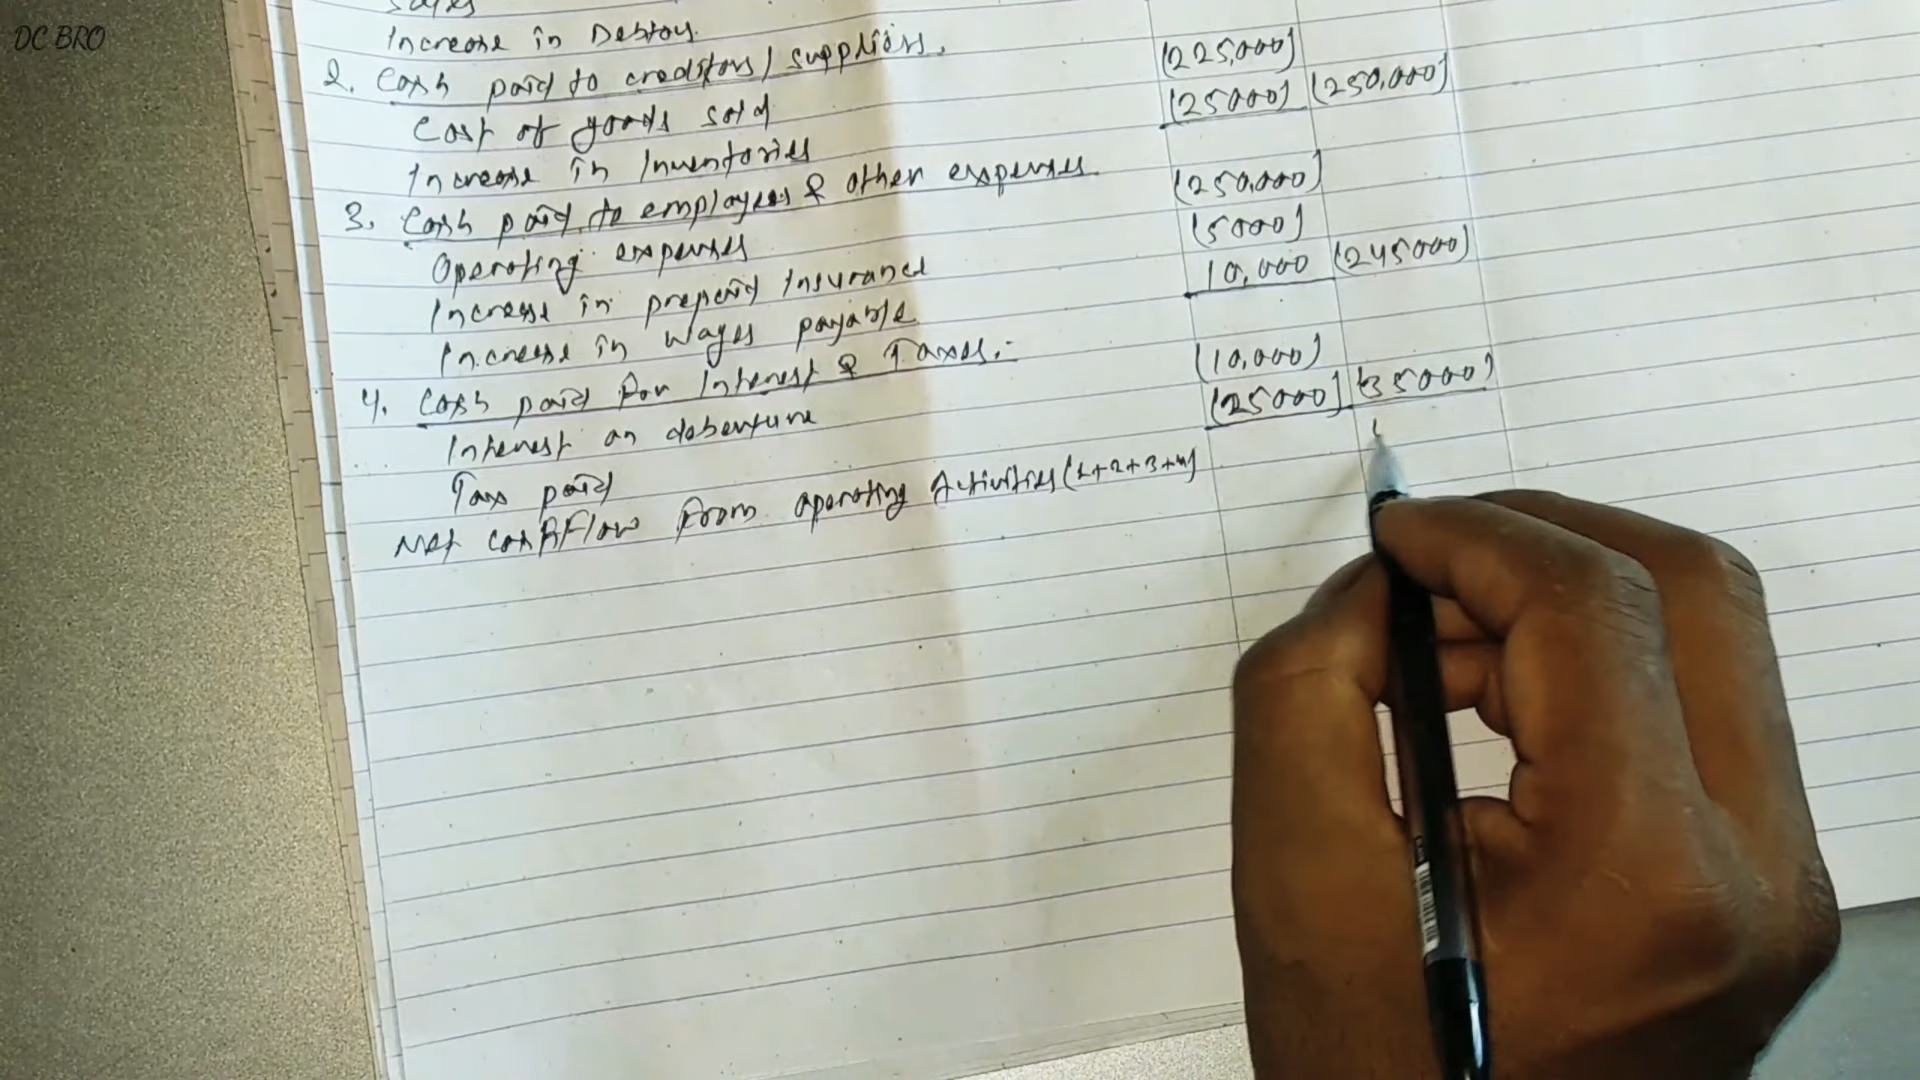 DC BRO
Sales
Increase in Debtors.
2. Cash paid to creditors / suppliers. (225,000)
Cost of goods sold (25000) (250,000)
Increase in Inventories
3. Cash paid to employees & other expenses. (250,000)
Operating expenses (5000)
Increase in prepaid Insurance 10,000 (245000)
Increase in wages payable
4. Cash paid for Interest & Taxes:- (10,000)
Interest on debenture (25000) (35000)
Tax paid (
Net cashflow from operating Activities (1+2+3+4)